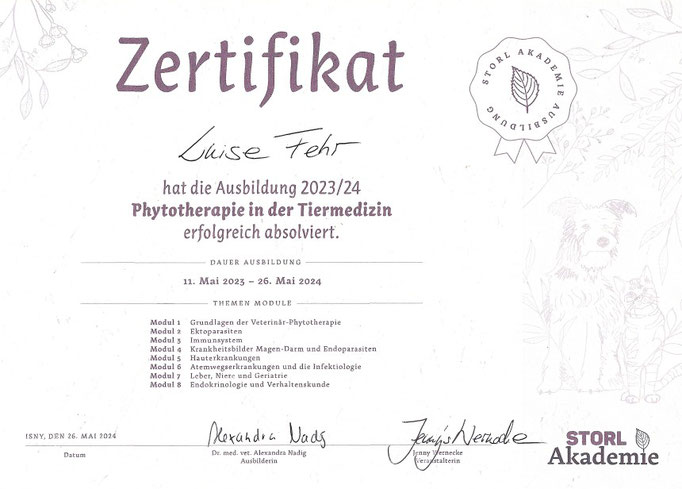 Zertifikat
STORL AKADEMIE AUSBILDUNG
Luise Fehr
hat die Ausbildung 2023/24
Phytotherapie in der Tiermedizin
erfolgreich absolviert.
DAUER AUSBILDUNG
11. Mai 2023 – 26. Mai 2024
THEMEN MODULE
Modul 1 Grundlagen der Veterinär-Phytotherapie
Modul 2 Ektoparasiten
Modul 3 Immunsystem
Modul 4 Krankheitsbilder Magen-Darm und Endoparasiten
Modul 5 Hauterkrankungen
Modul 6 Atemwegserkrankungen und die Infektiologie
Modul 7 Leber, Niere und Geriatrie
Modul 8 Endokrinologie und Verhaltenskunde
ISNY, DEN 26. MAI 2024
Datum
Alexandra Nadig
Dr. med. vet. Alexandra Nadig
Ausbilderin
Jenny Wernecke
Jenny Wernecke
Veranstalterin
STORL
Akademie